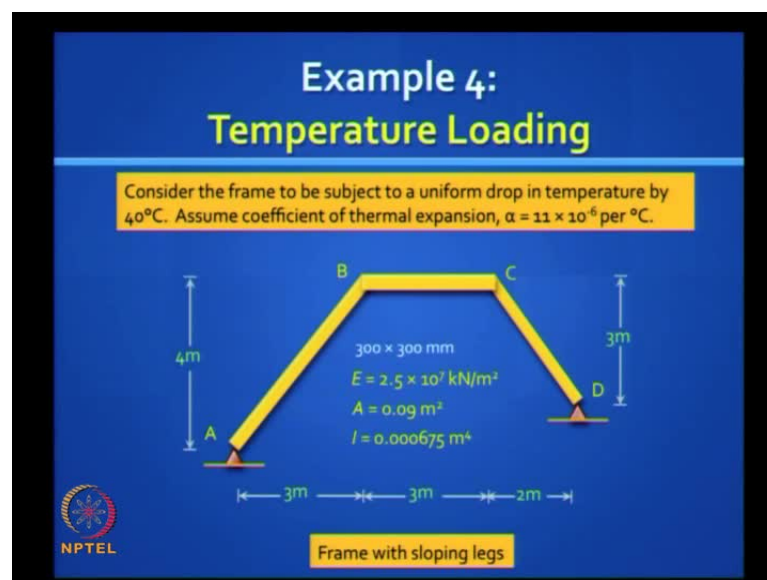 Example 4:
Temperature Loading
Consider the frame to be subject to a uniform drop in temperature by
40°C. Assume coefficient of thermal expansion, α = 11 × 10⁻⁶ per °C.
B
C
4m
3m
300 × 300 mm
E = 2.5 × 10⁷ kN/m²
A = 0.09 m²
I = 0.000675 m⁴
D
A
3m
3m
2m
NPTEL
Frame with sloping legs